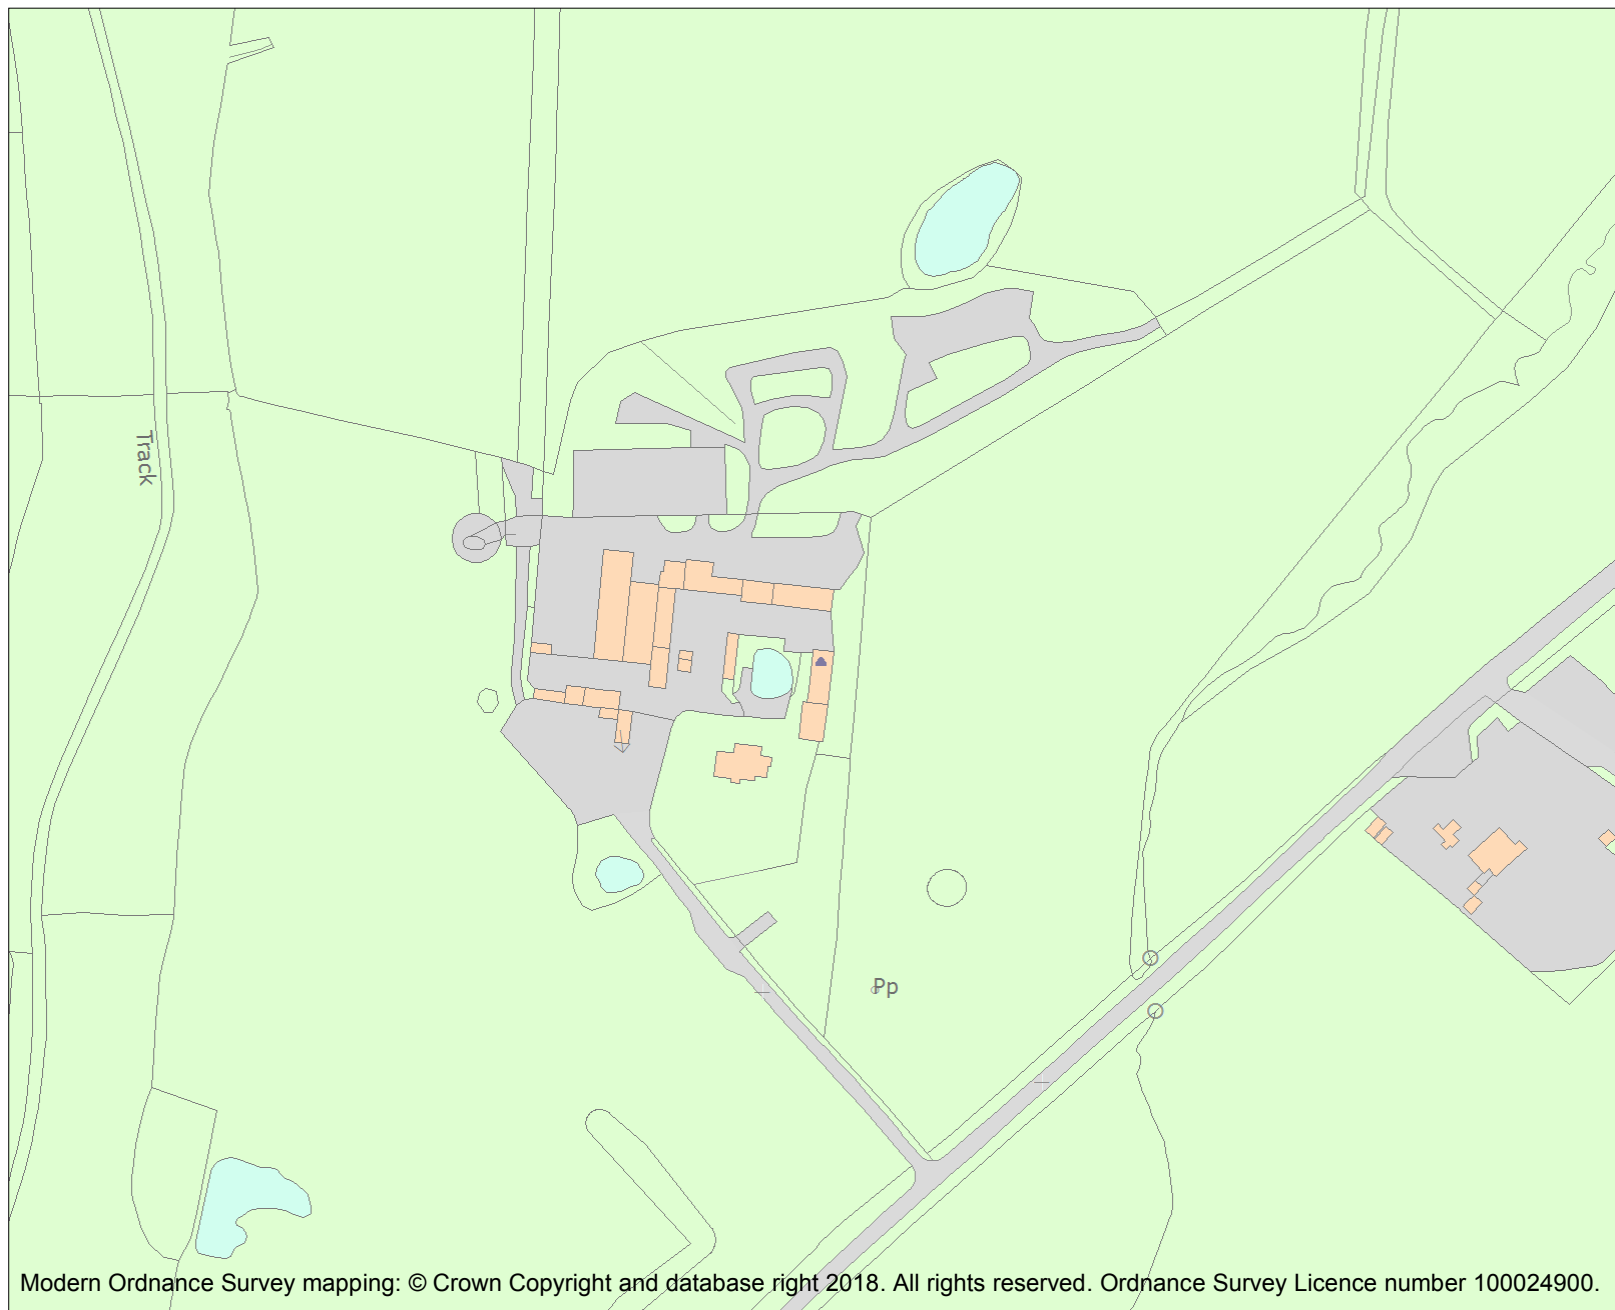 Track
Pp
Modern Ordnance Survey mapping: © Crown Copyright and database right 2018. All rights reserved. Ordnance Survey Licence number 100024900.